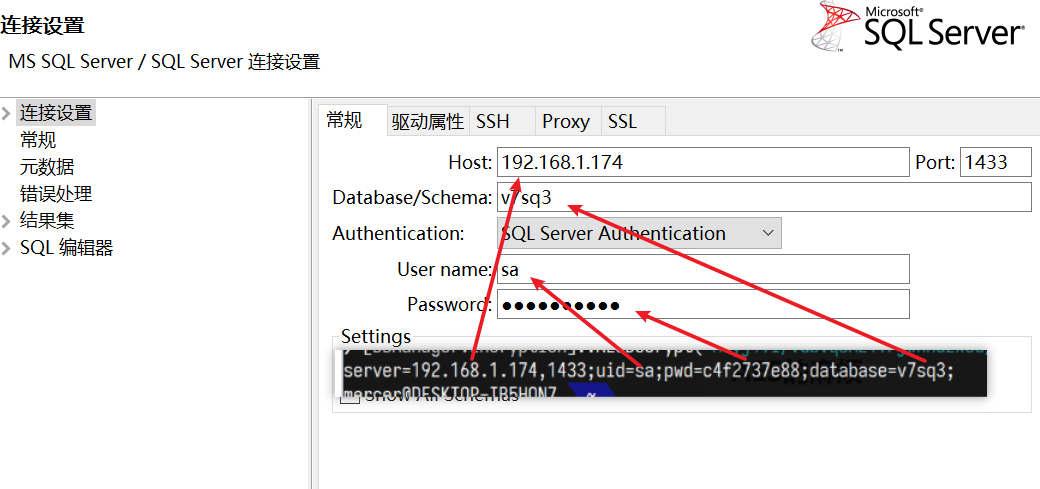 连接设置
MS SQL Server / SQL Server 连接设置
Microsoft®
SQL Server®
连接设置
常规
元数据
错误处理
结果集
SQL 编辑器
常规 驱动属性 SSH Proxy SSL
Host: 192.168.1.174 Port: 1433
Database/Schema: v7sq3
Authentication: SQL Server Authentication
User name: sa
Password: ●●●●●●●●●●
Settings
server=192.168.1.174,1433;uid=sa;pwd=c4f2737e88;database=v7sq3;
Show All Schemas
mercer@DESKTOP-TB5HON7 ~